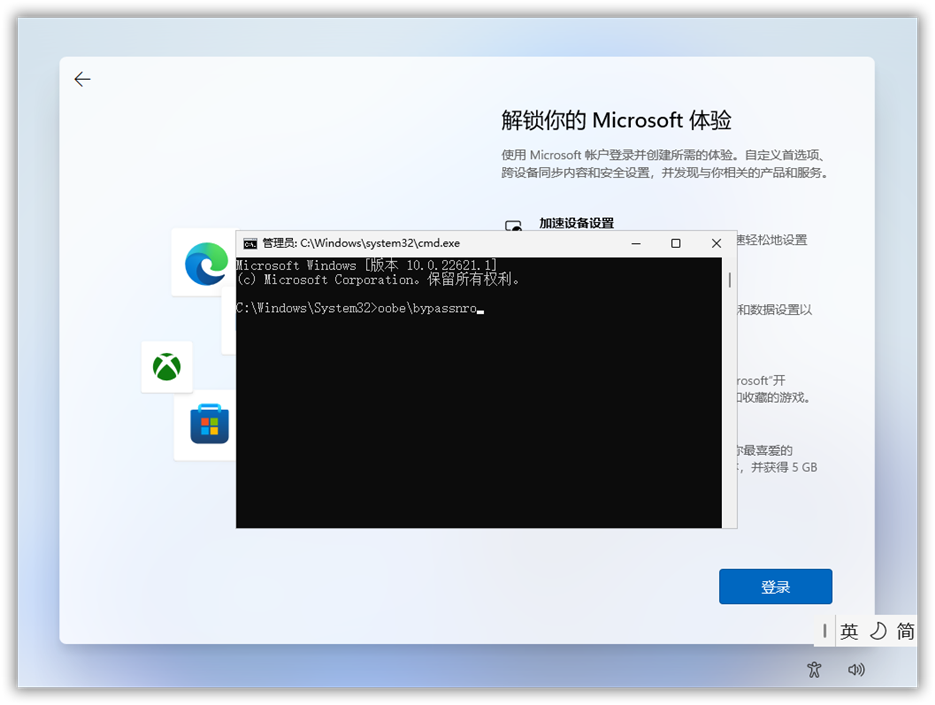 解锁你的 Microsoft 体验
使用 Microsoft 帐户登录并创建所需的体验。自定义首选项、
跨设备同步内容和安全设置，并发现与你相关的产品和服务。
加速设备设置
速轻松地设置
管理员: C:\Windows\system32\cmd.exe
Microsoft Windows [版本 10.0.22621.1]
(c) Microsoft Corporation。保留所有权利。
C:\Windows\System32>oobe\bypassnro
和数据设置以
rosoft"开
和收藏的游戏。
你最喜爱的
，并获得 5 GB
登录
英 简